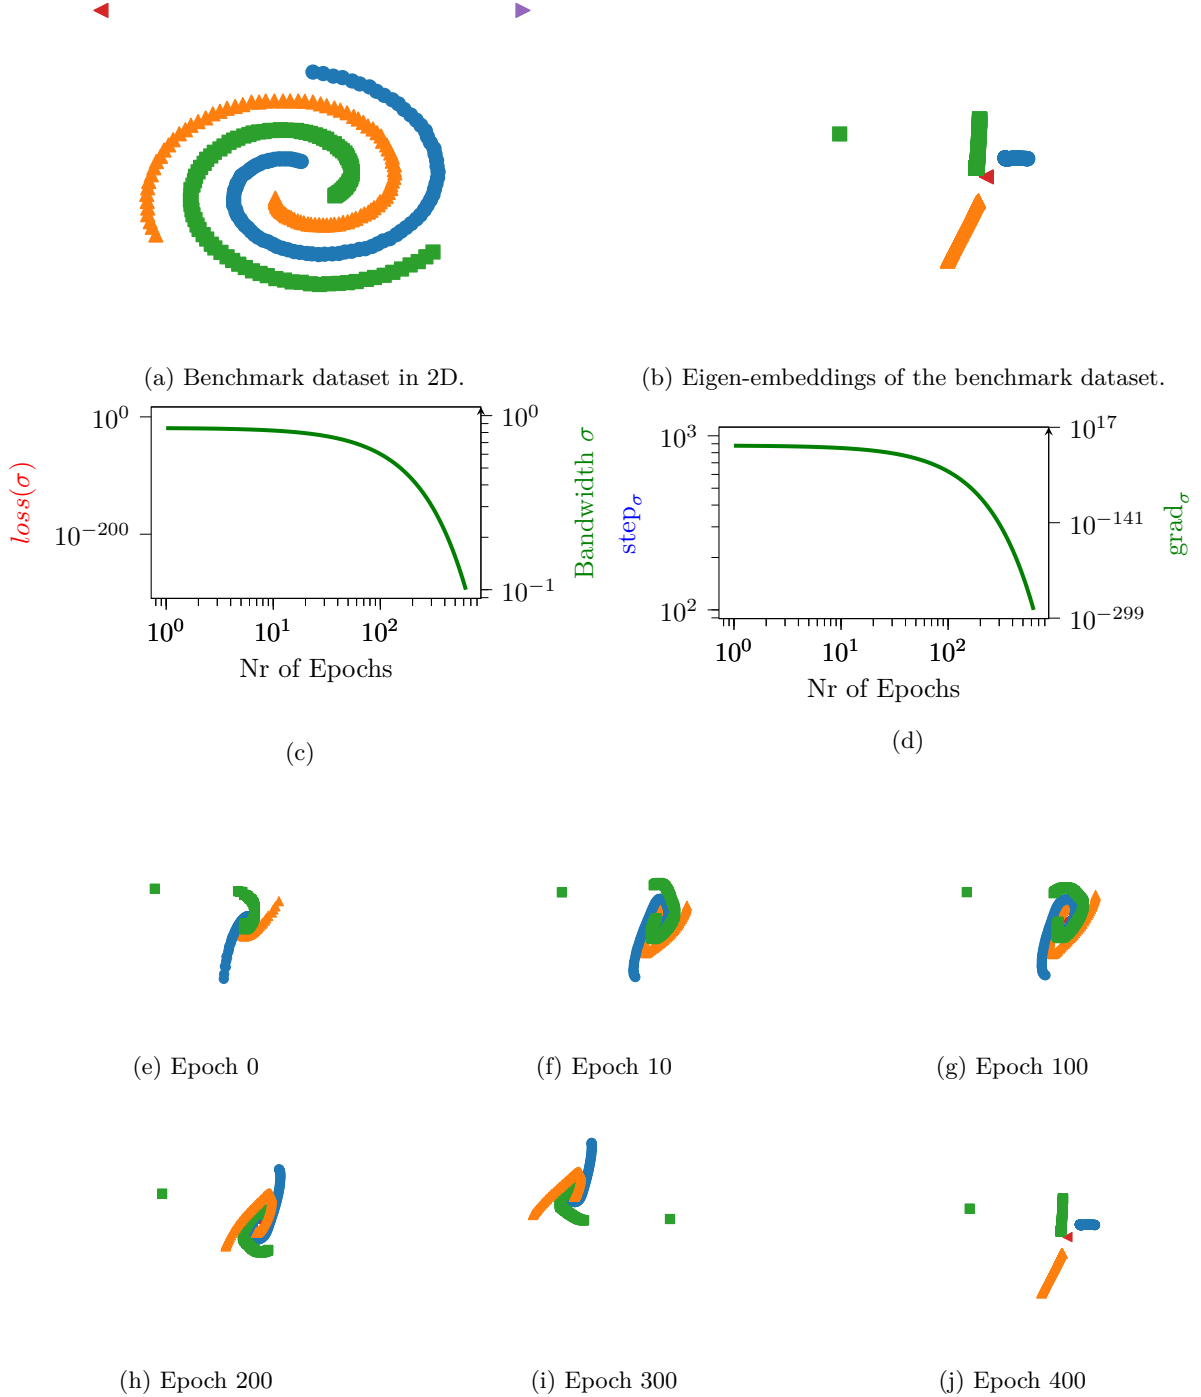 (a) Benchmark dataset in 2D.
(b) Eigen-embeddings of the benchmark dataset.
10^0
10^-200
loss(σ)
10^0
10^-1
Bandwidth σ
10^0 10^1 10^2
Nr of Epochs
(c)
10^3
10^2
step_σ
10^17
10^-141
10^-299
grad_σ
10^0 10^1 10^2
Nr of Epochs
(d)
(e) Epoch 0
(f) Epoch 10
(g) Epoch 100
(h) Epoch 200
(i) Epoch 300
(j) Epoch 400